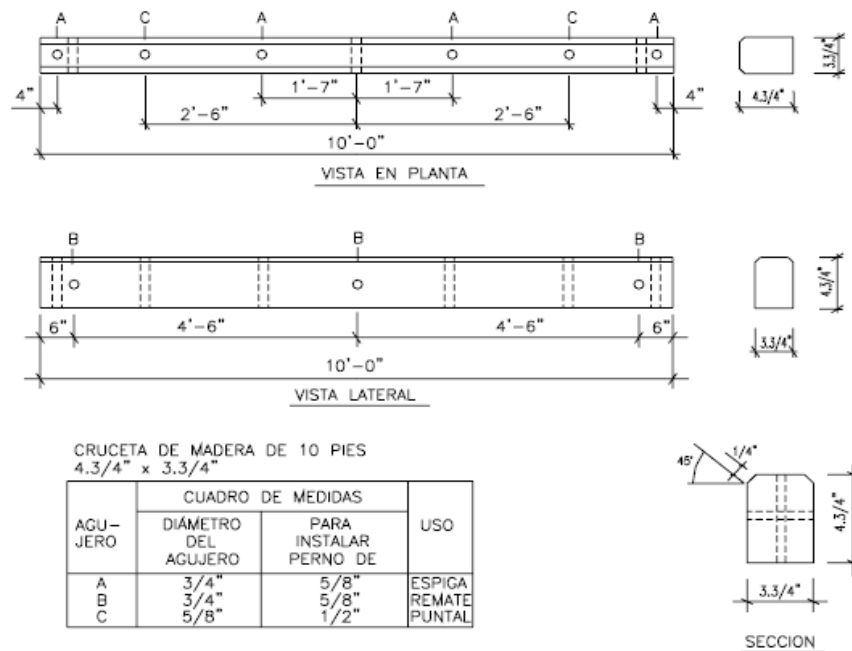 A C A A C A
4" 1'-7" 1'-7" 4"
2'-6" 2'-6"
10'-0"
VISTA EN PLANTA
3.3/4"
4.3/4"
B B B
6" 4'-6" 4'-6" 6"
10'-0"
VISTA LATERAL
4.3/4"
3.3/4"
CRUCETA DE MADERA DE 10 PIES
4.3/4" x 3.3/4"
CUADRO DE MEDIDAS
AGU-
JERO
DIÁMETRO
DEL
AGUJERO
PARA
INSTALAR
PERNO DE
USO
A 3/4" 5/8" ESPIGA
B 3/4" 5/8" REMATE
C 5/8" 1/2" PUNTAL
45°
1/4"
4.3/4"
3.3/4"
SECCION